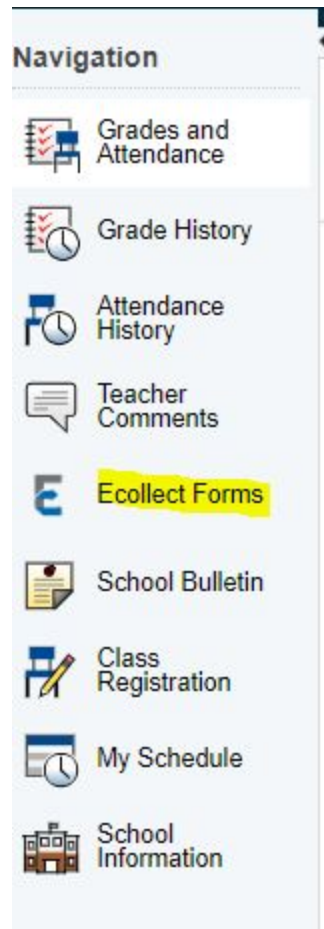 Navigation
Grades and
Attendance
Grade History
Attendance
History
Teacher
Comments
Ecollect Forms
School Bulletin
Class
Registration
My Schedule
School
Information